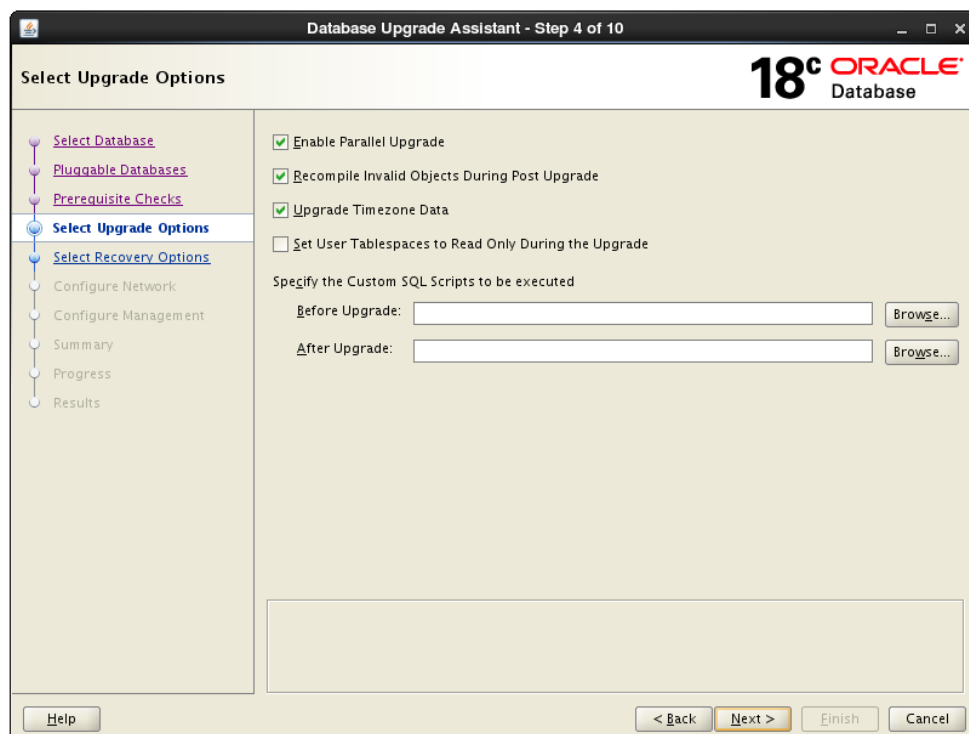 Database Upgrade Assistant - Step 4 of 10
Select Upgrade Options
18c ORACLE
Database
Select Database
Pluggable Databases
Prerequisite Checks
Select Upgrade Options
Select Recovery Options
Configure Network
Configure Management
Summary
Progress
Results
Enable Parallel Upgrade
Recompile Invalid Objects During Post Upgrade
Upgrade Timezone Data
Set User Tablespaces to Read Only During the Upgrade
Specify the Custom SQL Scripts to be executed
Before Upgrade: Browse...
After Upgrade: Browse...
Help < Back Next > Finish Cancel